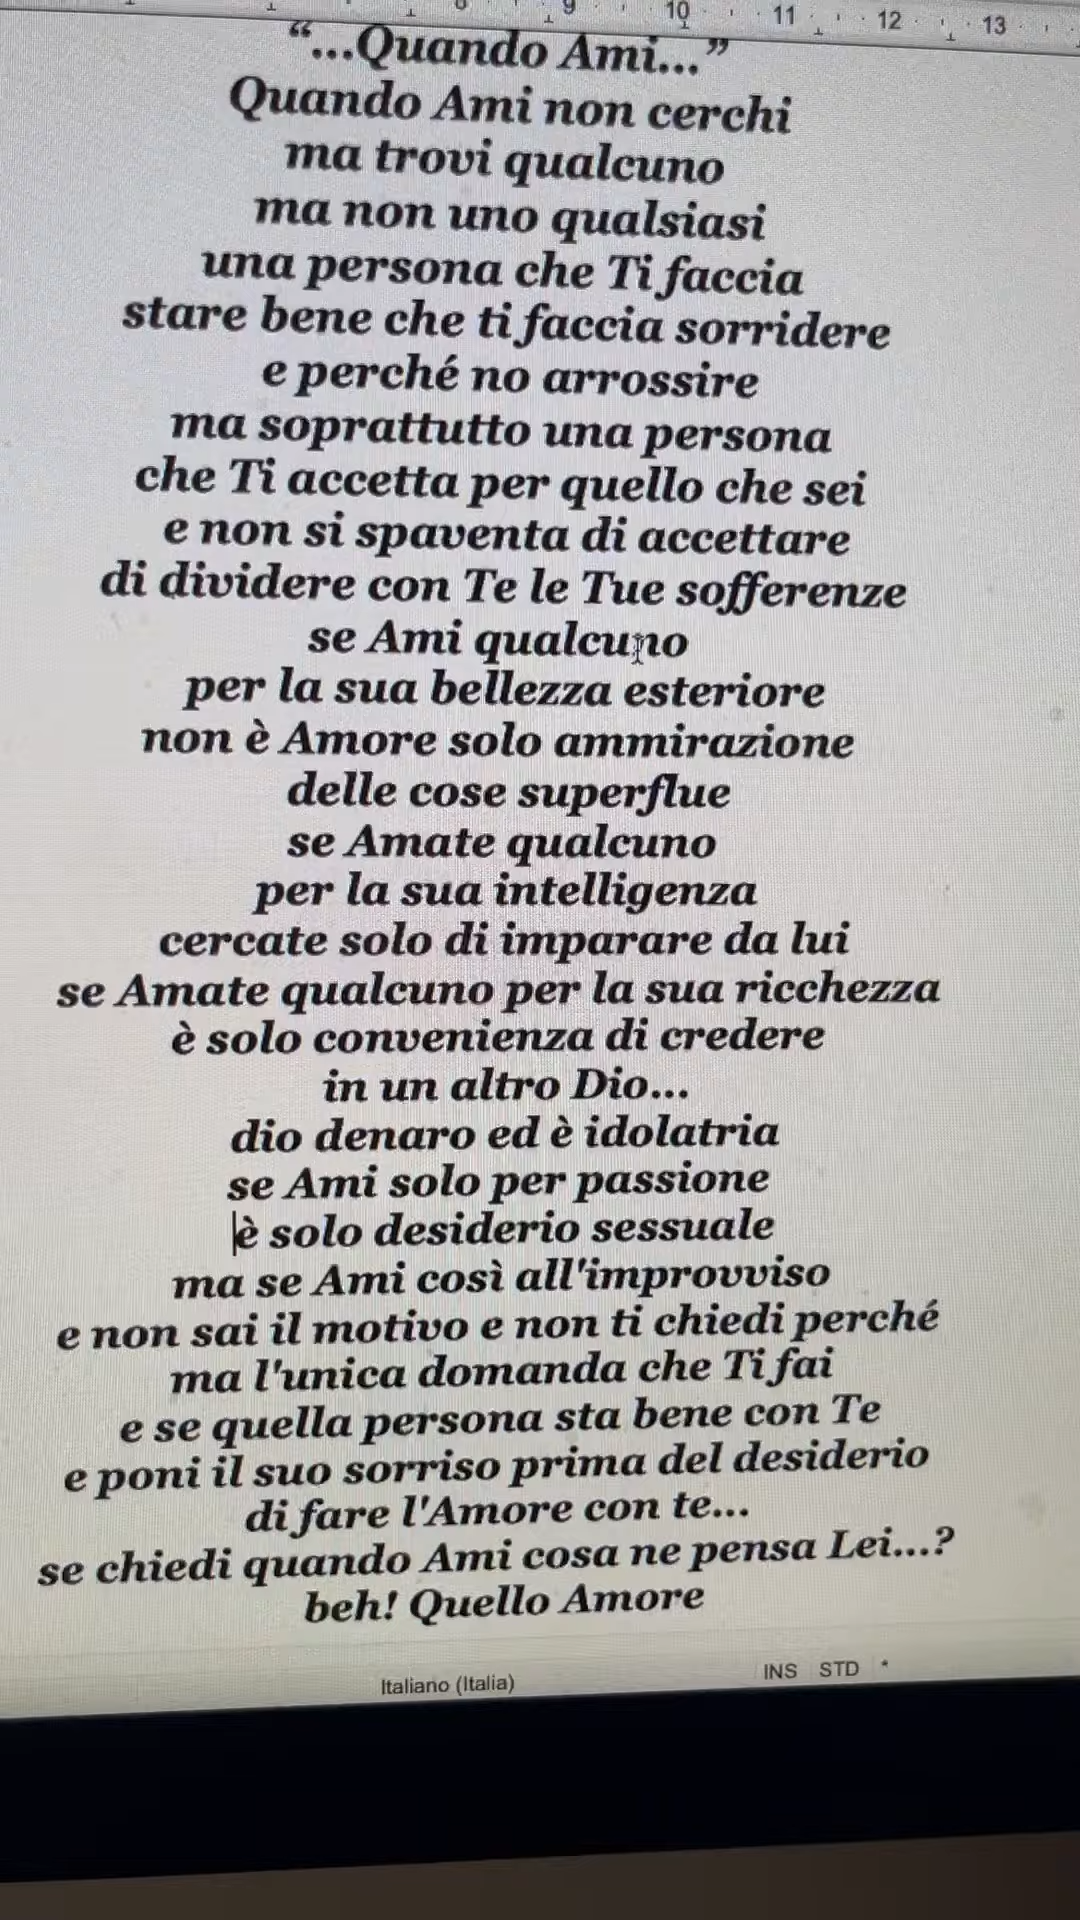 8 9 10 11 12 13
“...Quando Ami...”
Quando Ami non cerchi
ma trovi qualcuno
ma non uno qualsiasi
una persona che Ti faccia
stare bene che ti faccia sorridere
e perché no arrossire
ma soprattutto una persona
che Ti accetta per quello che sei
e non si spaventa di accettare
di dividere con Te le Tue sofferenze
se Ami qualcuno
per la sua bellezza esteriore
non è Amore solo ammirazione
delle cose superflue
se Amate qualcuno
per la sua intelligenza
cercate solo di imparare da lui
se Amate qualcuno per la sua ricchezza
è solo convenienza di credere
in un altro Dio...
dio denaro ed è idolatria
se Ami solo per passione
è solo desiderio sessuale
ma se Ami così all'improvviso
e non sai il motivo e non ti chiedi perché
ma l'unica domanda che Ti fai
e se quella persona sta bene con Te
e poni il suo sorriso prima del desiderio
di fare l'Amore con te...
se chiedi quando Ami cosa ne pensa Lei...?
beh! Quello Amore
Italiano (Italia) INS STD *